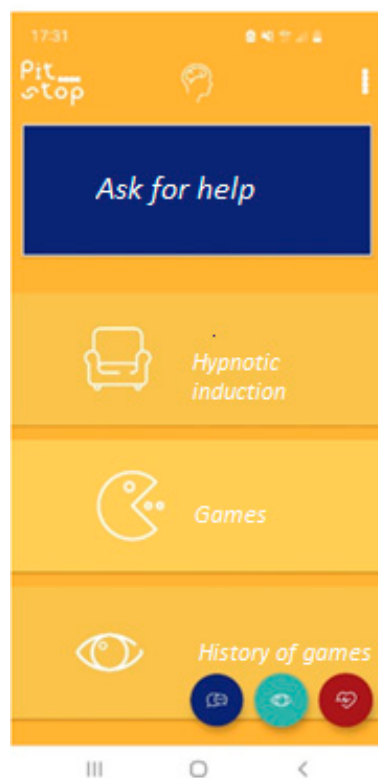 17:31
Pit
stop
Ask for help
Hypnotic
induction
Games
History of games